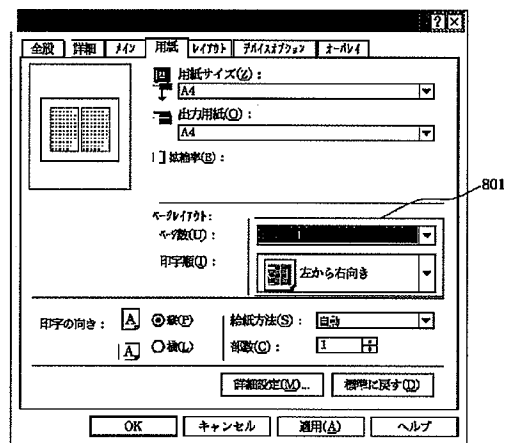 ? ×
全般 詳細 メイン 用紙 レイアウト デバイスオプション オーバレイ
用紙サイズ(Z)：
A4
出力用紙(O)：
A4
拡縮率(E)：
801
ページレイアウト：
ページ数(U)：
1
印字順(I)：
左から右向き
印字の向き：
A 縦(P)
A 横(L)
給紙方法(S)： 自動
部数(C)： 1
詳細設定(M)... 標準に戻す(D)
OK キャンセル 適用(A) ヘルプ